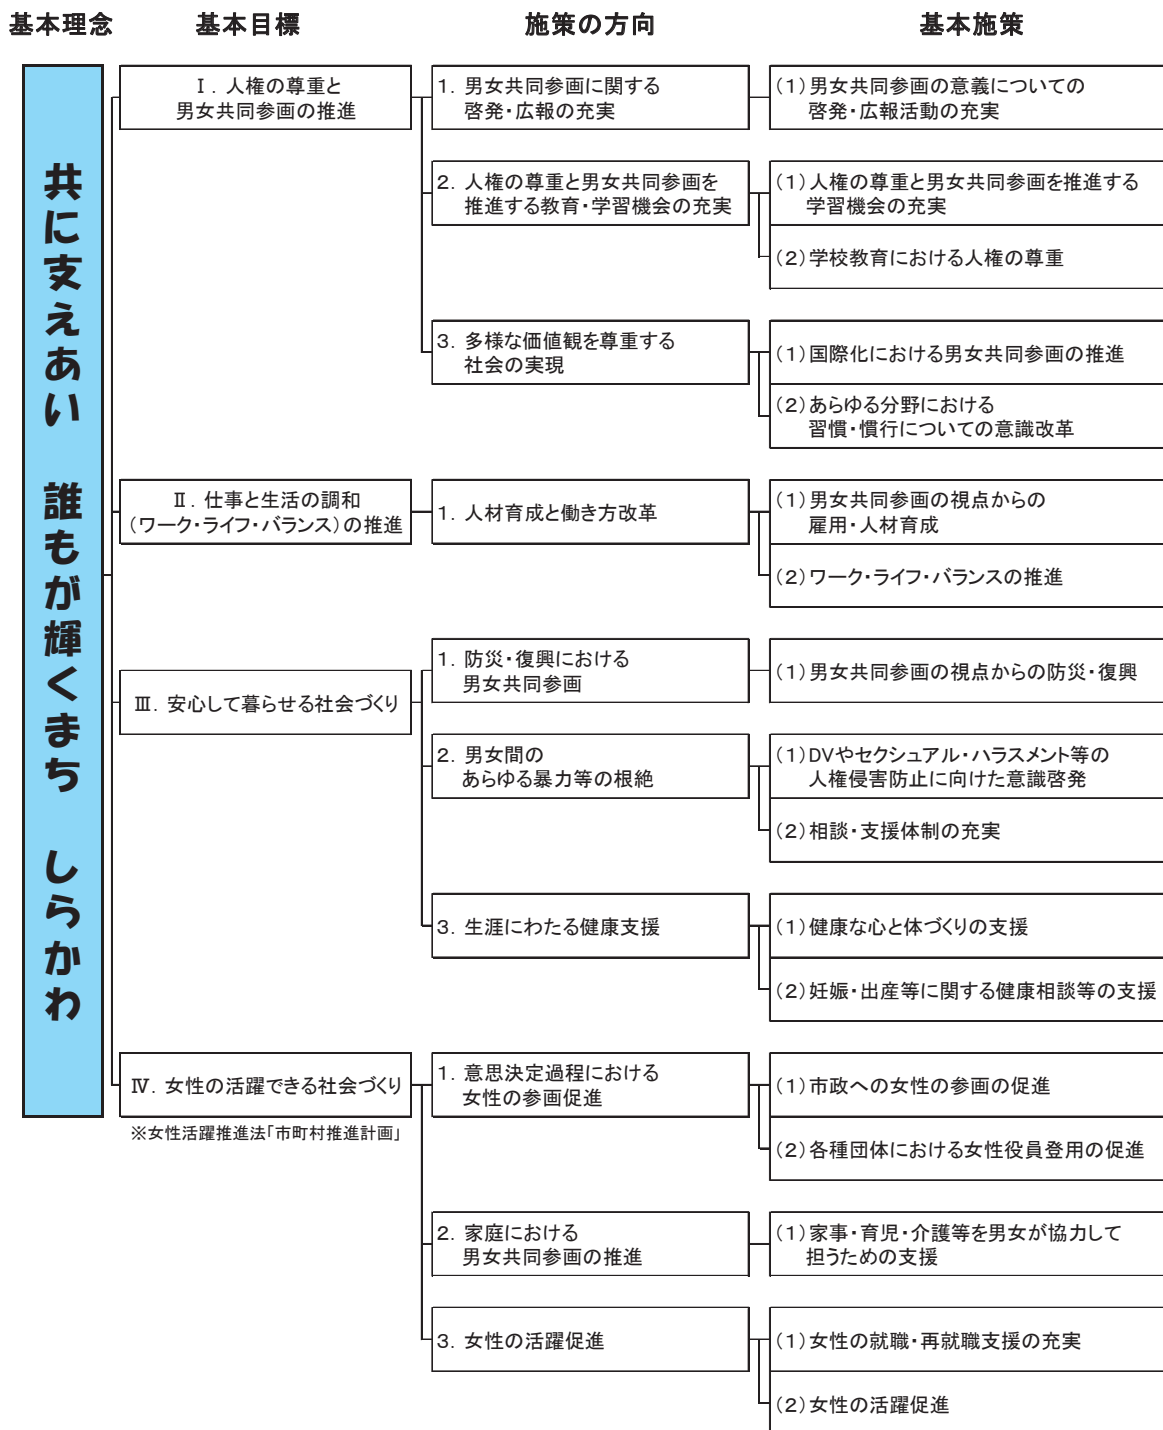 基本理念 基本目標 施策の方向 基本施策
共に支えあい 誰もが輝くまち しらかわ
Ⅰ. 人権の尊重と
男女共同参画の推進
1. 男女共同参画に関する
啓発・広報の充実
(1)男女共同参画の意義についての
啓発・広報活動の充実
2. 人権の尊重と男女共同参画を
推進する教育・学習機会の充実
(1)人権の尊重と男女共同参画を推進する
学習機会の充実
(2)学校教育における人権の尊重
3. 多様な価値観を尊重する
社会の実現
(1)国際化における男女共同参画の推進
(2)あらゆる分野における
習慣・慣行についての意識改革
Ⅱ. 仕事と生活の調和
(ワーク・ライフ・バランス)の推進
1. 人材育成と働き方改革
(1)男女共同参画の視点からの
雇用・人材育成
(2)ワーク・ライフ・バランスの推進
Ⅲ. 安心して暮らせる社会づくり
1. 防災・復興における
男女共同参画
(1)男女共同参画の視点からの防災・復興
2. 男女間の
あらゆる暴力等の根絶
(1)DVやセクシュアル・ハラスメント等の
人権侵害防止に向けた意識啓発
(2)相談・支援体制の充実
3. 生涯にわたる健康支援
(1)健康な心と体づくりの支援
(2)妊娠・出産等に関する健康相談等の支援
Ⅳ. 女性の活躍できる社会づくり
※女性活躍推進法「市町村推進計画」
1. 意思決定過程における
女性の参画促進
(1)市政への女性の参画の促進
(2)各種団体における女性役員登用の促進
2. 家庭における
男女共同参画の推進
(1)家事・育児・介護等を男女が協力して
担うための支援
3. 女性の活躍促進
(1)女性の就職・再就職支援の充実
(2)女性の活躍促進